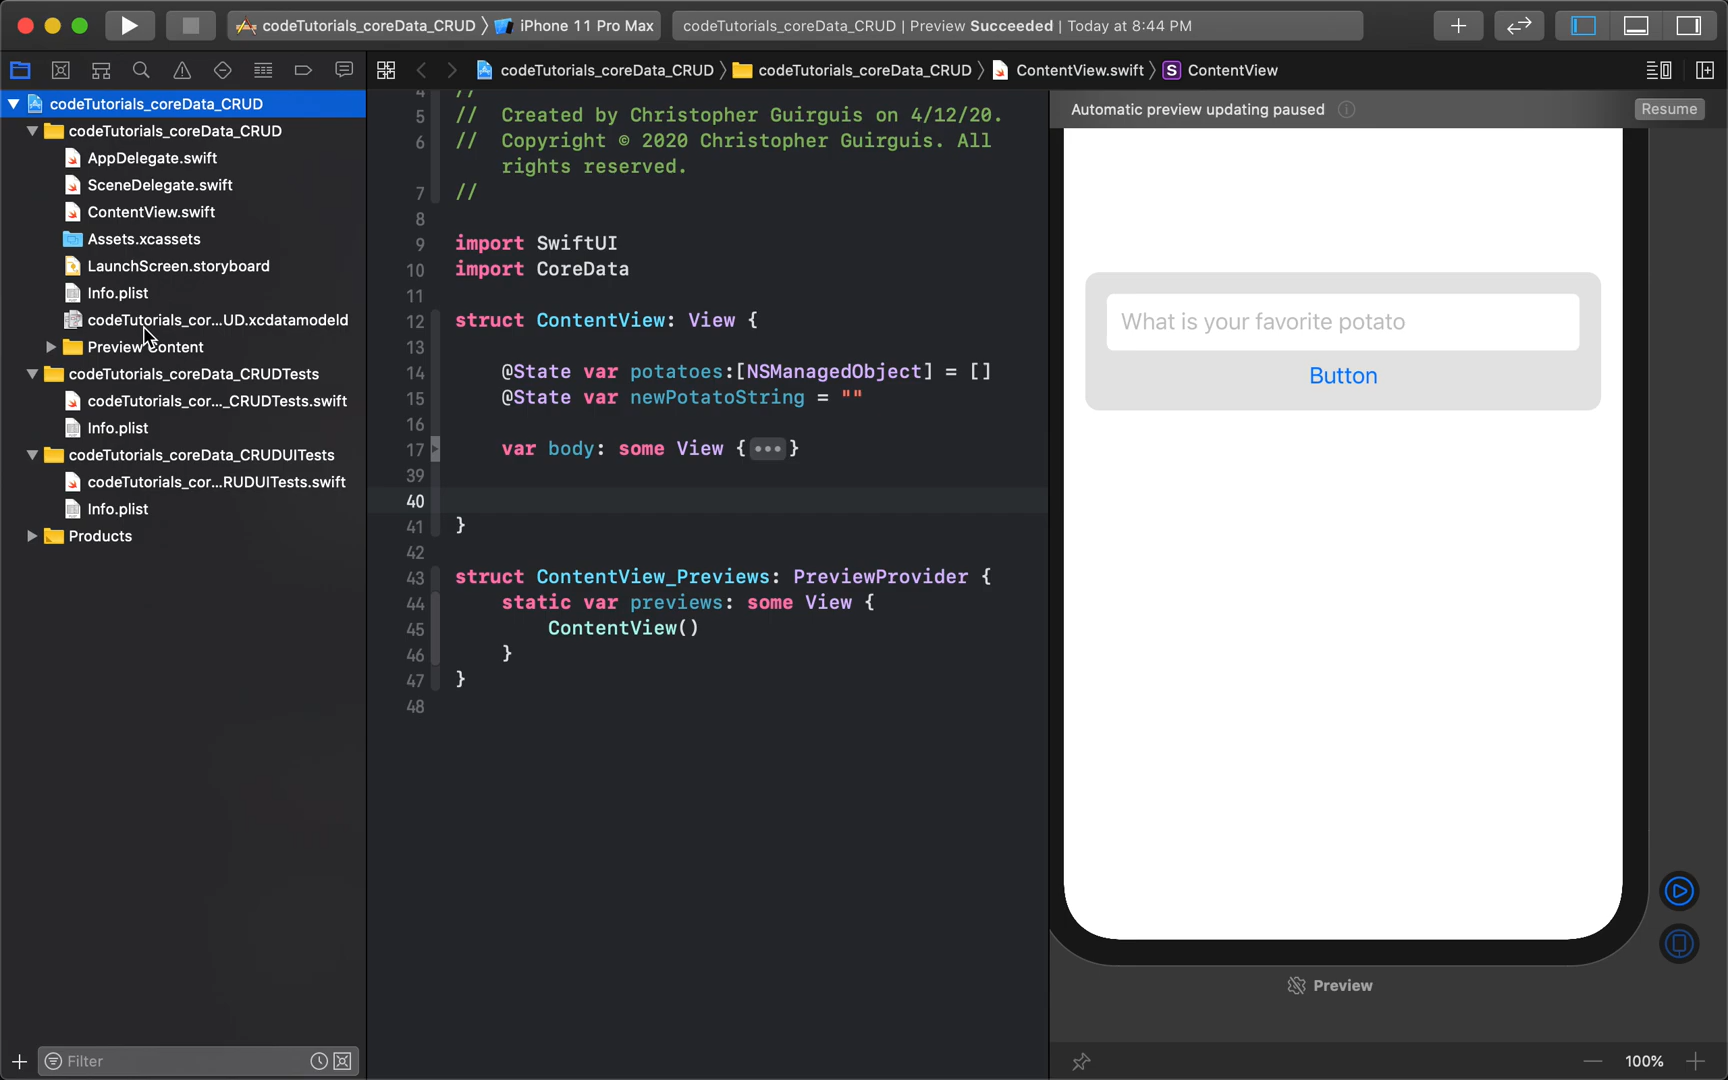 codeTutorials_coreData_CRUD 〉 iPhone 11 Pro Max
codeTutorials_coreData_CRUD | Preview Succeeded | Today at 8:44 PM
codeTutorials_coreData_CRUD 〉 codeTutorials_coreData_CRUD 〉 ContentView.swift 〉 S ContentView
codeTutorials_coreData_CRUD
codeTutorials_coreData_CRUD
AppDelegate.swift
SceneDelegate.swift
ContentView.swift
Assets.xcassets
LaunchScreen.storyboard
Info.plist
codeTutorials_cor...UD.xcdatamodeld
Preview Content
codeTutorials_coreData_CRUDTests
codeTutorials_cor..._CRUDTests.swift
Info.plist
codeTutorials_coreData_CRUDUITests
codeTutorials_cor...RUDUITests.swift
Info.plist
Products
Filter
4 //
5 // Created by Christopher Guirguis on 4/12/20.
6 // Copyright © 2020 Christopher Guirguis. All
rights reserved.
7 //
8
9 import SwiftUI
10 import CoreData
11
12 struct ContentView: View {
13
14 @State var potatoes:[NSManagedObject] = []
15 @State var newPotatoString = ""
16
17 var body: some View {•••}
39
40
41 }
42
43 struct ContentView_Previews: PreviewProvider {
44 static var previews: some View {
45 ContentView()
46 }
47 }
48
Automatic preview updating paused
Resume
What is your favorite potato
Button
Preview
100%